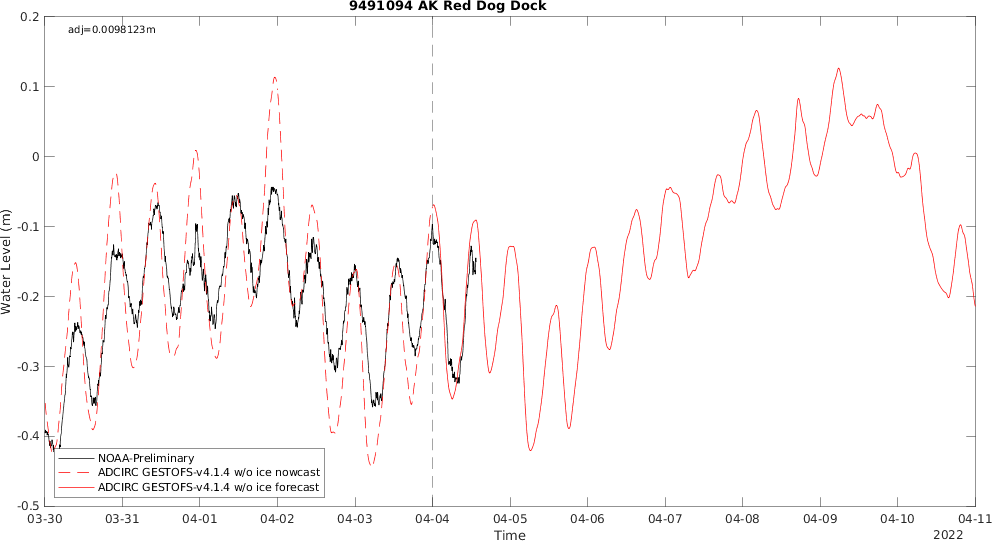 9491094 AK Red Dog Dock
adj=0.0098123m
0.2
0.1
0
-0.1
-0.2
-0.3
-0.4
-0.5
Water Level (m)
NOAA-Preliminary
ADCIRC GESTOFS-v4.1.4 w/o ice nowcast
ADCIRC GESTOFS-v4.1.4 w/o ice forecast
03-30 03-31 04-01 04-02 04-03 04-04 04-05 04-06 04-07 04-08 04-09 04-10 04-11
Time
2022